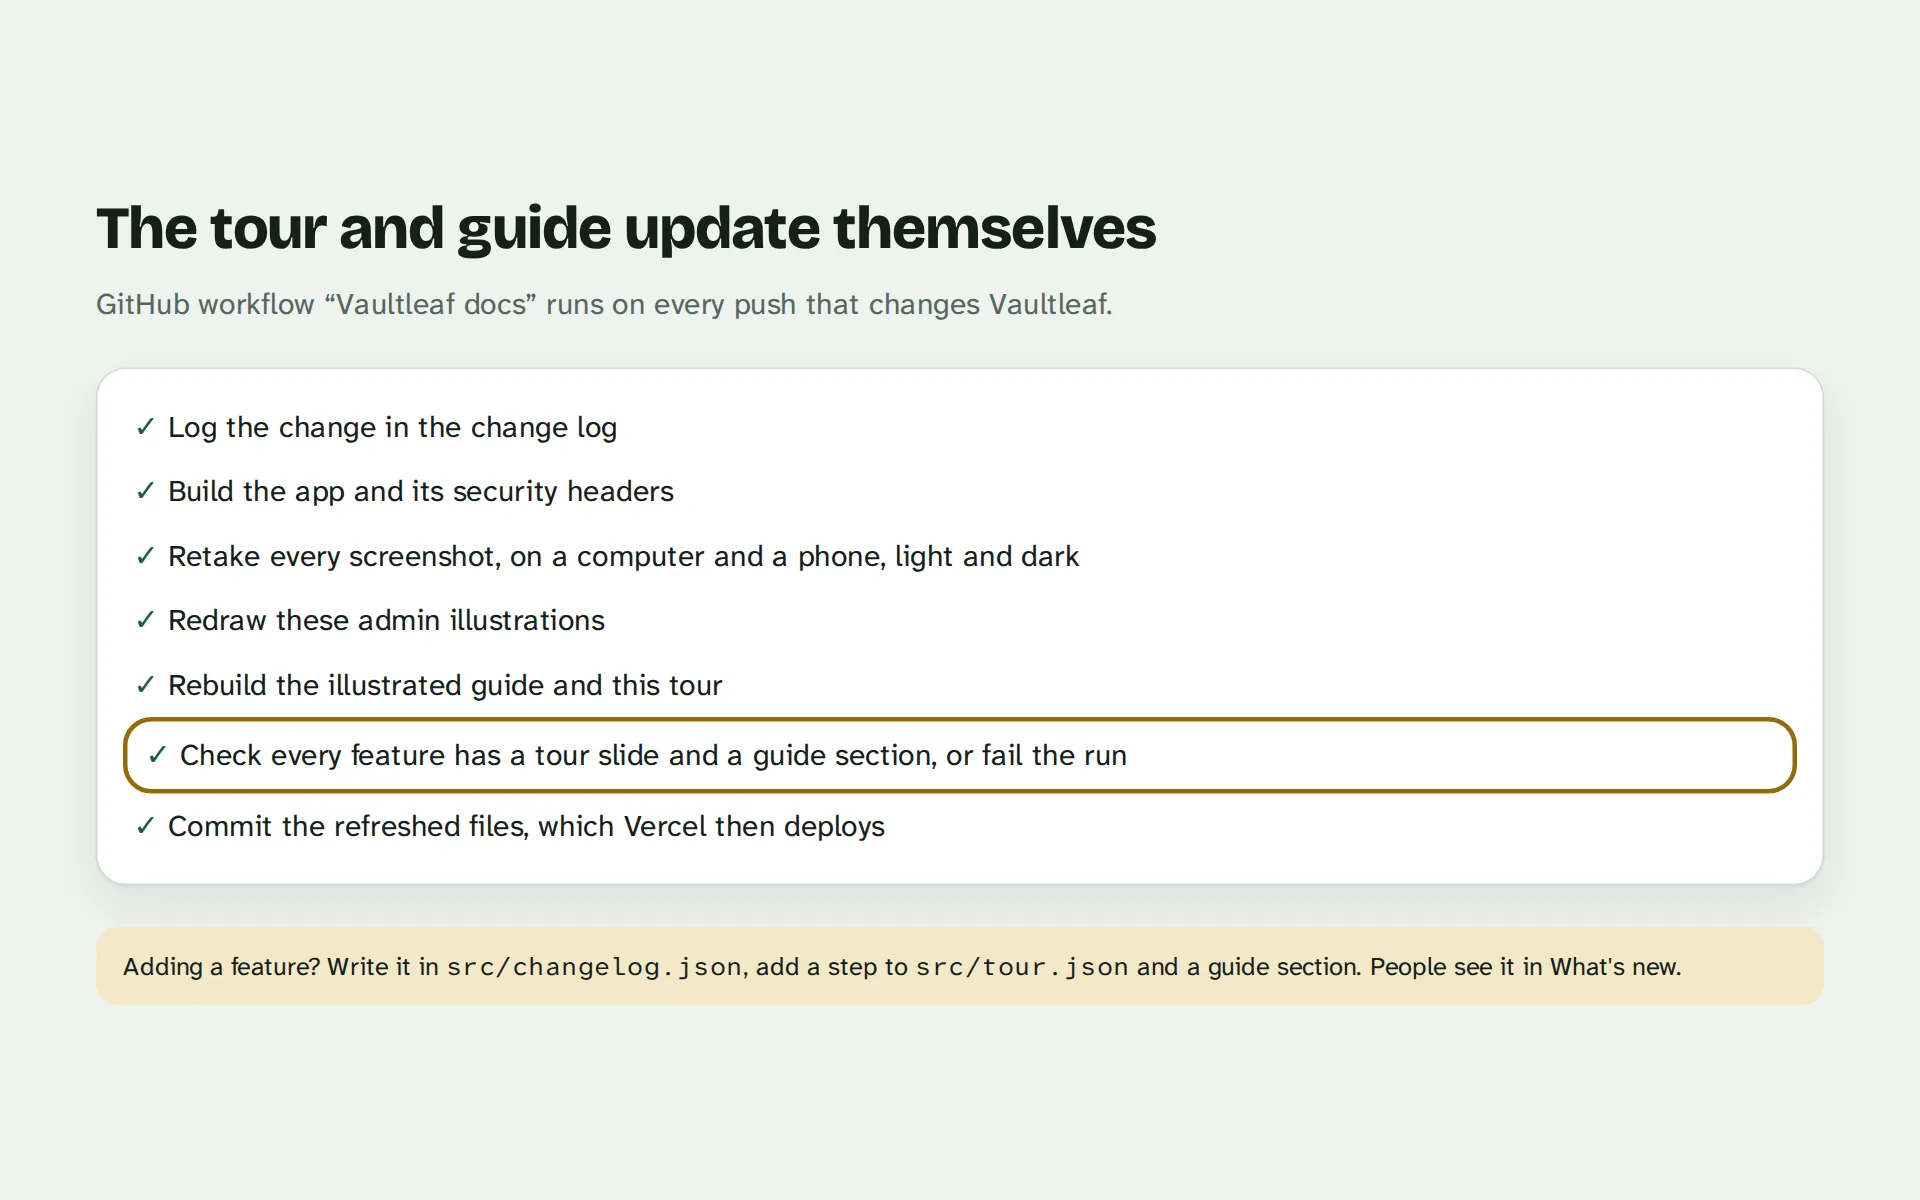 The tour and guide update themselves
GitHub workflow “Vaultleaf docs” runs on every push that changes Vaultleaf.
✓ Log the change in the change log
✓ Build the app and its security headers
✓ Retake every screenshot, on a computer and a phone, light and dark
✓ Redraw these admin illustrations
✓ Rebuild the illustrated guide and this tour
✓ Check every feature has a tour slide and a guide section, or fail the run
✓ Commit the refreshed files, which Vercel then deploys
Adding a feature? Write it in src/changelog.json, add a step to src/tour.json and a guide section. People see it in What's new.